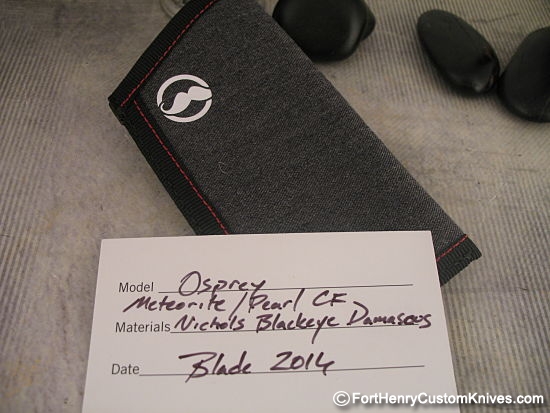 Model Osprey
Meteorite / Pearl CF
Materials Nichols Blackeye Damascus
Date Blade 2014
© FortHenryCustomKnives.com